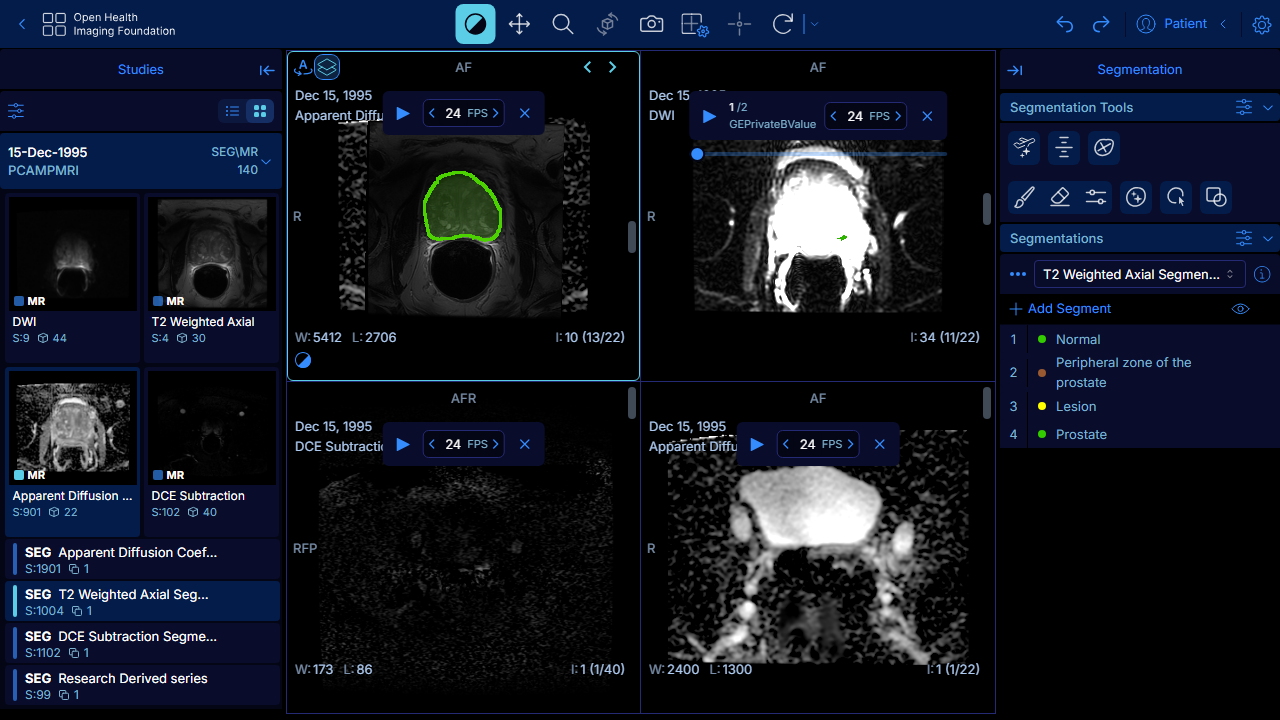 Open Health
Imaging Foundation
Patient
Studies
15-Dec-1995
SEG\MR
PCAMPMRI
140
MR
DWI
S:9 44
MR
T2 Weighted Axial
S:4 30
MR
Apparent Diffusion ...
S:901 22
MR
DCE Subtraction
S:102 40
SEG Apparent Diffusion Coef...
S:1901 1
SEG T2 Weighted Axial Seg...
S:1004 1
SEG DCE Subtraction Segme...
S:1102 1
SEG Research Derived series
S:99 1
A
AF
Dec 15, 1995
Apparent Diffu
24 FPS
R
W:5412 L:2706
I:10 (13/22)
AF
Dec 15
DWI
1 /2
GEPrivateBValue
24 FPS
R
I:34 (11/22)
AFR
Dec 15, 1995
DCE Subtractio
24 FPS
RFP
W:173 L:86
I:1 (1/40)
AF
Dec 15, 1995
Apparent Diffu
24 FPS
R
W:2400 L:1300
I:1 (1/22)
Segmentation
Segmentation Tools
Segmentations
T2 Weighted Axial Segmen...
Add Segment
1 Normal
2 Peripheral zone of the
prostate
3 Lesion
4 Prostate